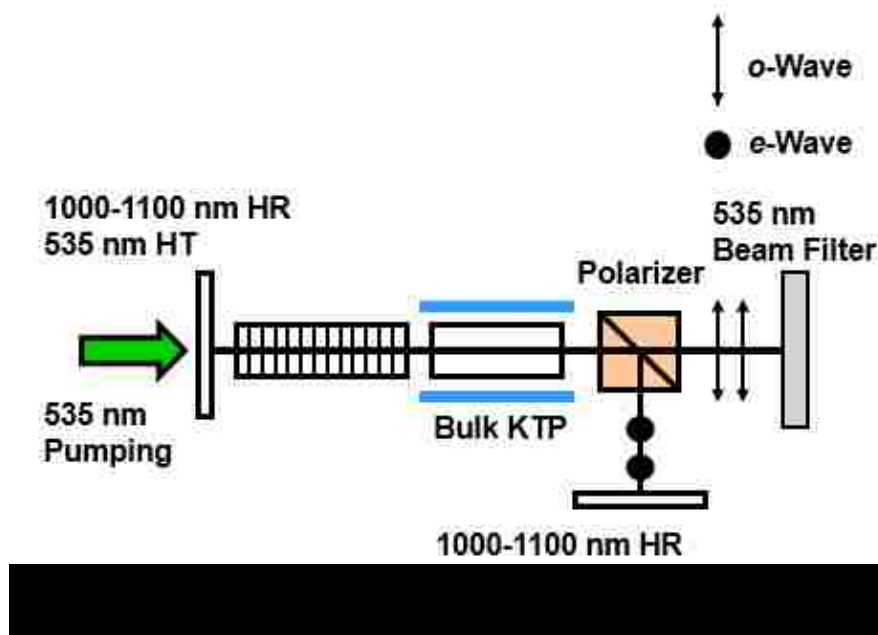 o-Wave
e-Wave
1000-1100 nm HR
535 nm HT
535 nm
Beam Filter
Polarizer
535 nm
Pumping
Bulk KTP
1000-1100 nm HR